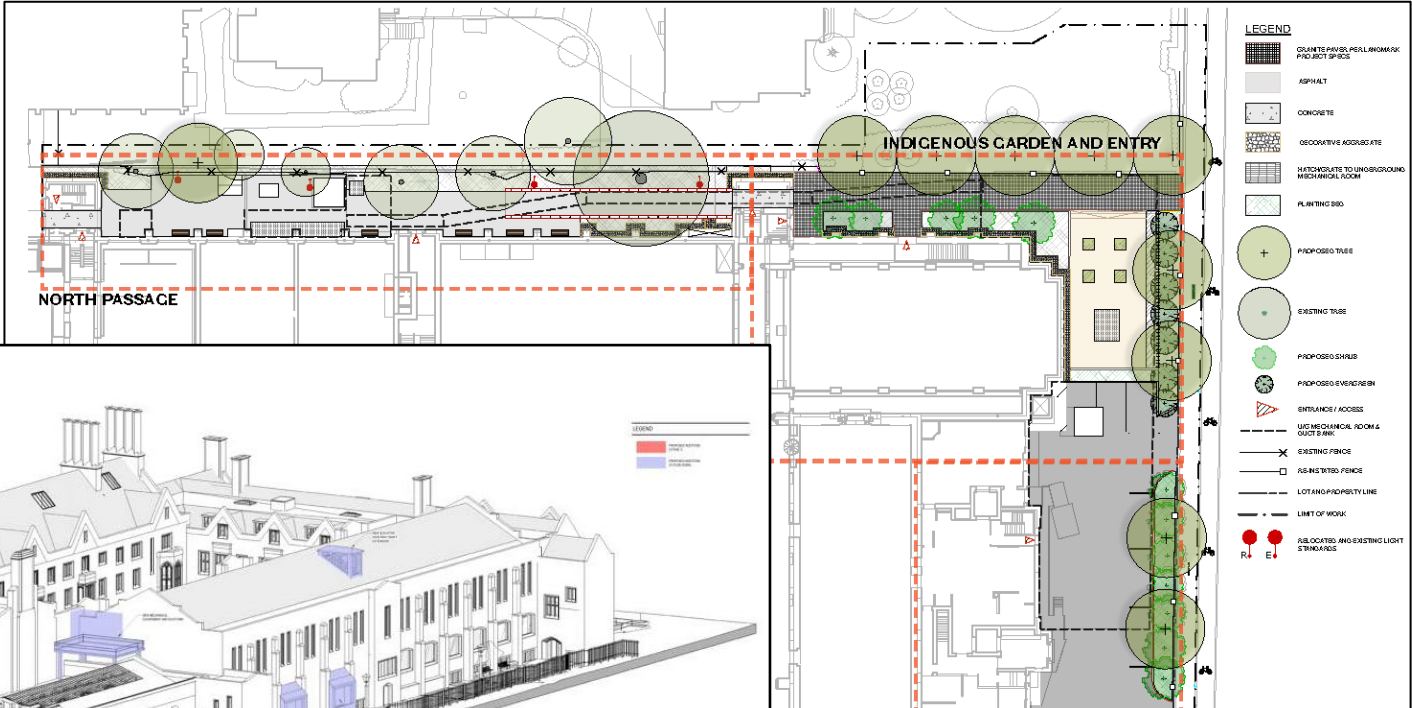 LEGEND
GRANITE PAVER PER LANDMARK
PROJECT SPECS
ASPHALT
CONCRETE
DECORATIVE AGGREGATE
HATCH/GRATE TO UNDERGROUND
MECHANICAL ROOM
PLANTING BED
PROPOSED TREE
EXISTING TREE
PROPOSED SHRUB
PROPOSED EVERGREEN
ENTRANCE / ACCESS
U/G MECHANICAL ROOM &
DUCT BANK
EXISTING FENCE
RE-INSTATED FENCE
LOT AND PROPERTY LINE
LIMIT OF WORK
RELOCATED AND EXISTING LIGHT
STANDARDS
R
E
INDIGENOUS GARDEN AND ENTRY
NORTH PASSAGE
LEGEND